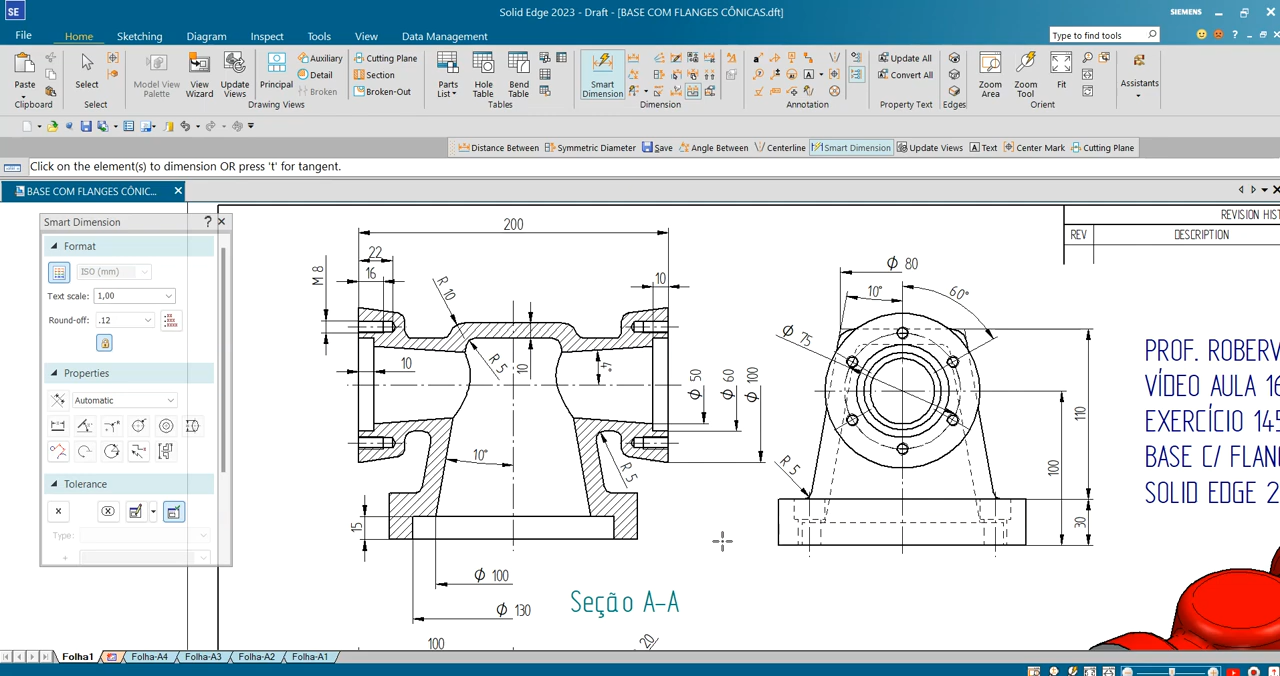 SE
Solid Edge 2023 - Draft - [BASE COM FLANGES CÔNICAS.dft]
SIEMENS
File
Home
Sketching
Diagram
Inspect
Tools
View
Data Management
Type to find tools
Paste
Clipboard
Select
Select
Model View Palette
View Wizard
Update Views
Principal
Auxiliary
Detail
Broken
Cutting Plane
Section
Broken-Out
Drawing Views
Parts List
Hole Table
Bend Table
Tables
Smart Dimension
Dimension
Annotation
Update All
Convert All
Property Text
Edges
Zoom Area
Zoom Tool
Fit
Orient
Assistants
Distance Between
Symmetric Diameter
Save
Angle Between
Centerline
Smart Dimension
Update Views
Text
Center Mark
Cutting Plane
Click on the element(s) to dimension OR press 't' for tangent.
BASE COM FLANGES CÔNIC...
Smart Dimension
Format
ISO (mm)
Text scale: 1,00
Round-off: .12
Properties
Automatic
Tolerance
Type:
200
22
16
M 8
R 10
10
10
R 5
10
4°
Φ 50
Φ 60
Φ 100
10°
R 5
15
Φ 100
Φ 130
Seção A-A
100
20
Φ 80
10°
60°
Φ 75
R 5
110
100
30
REVISION HIST
REV
DESCRIPTION
PROF. ROBERV
VÍDEO AULA 16
EXERCÍCIO 145
BASE C/ FLAN
SOLID EDGE 2
Folha1
Folha-A4
Folha-A3
Folha-A2
Folha-A1